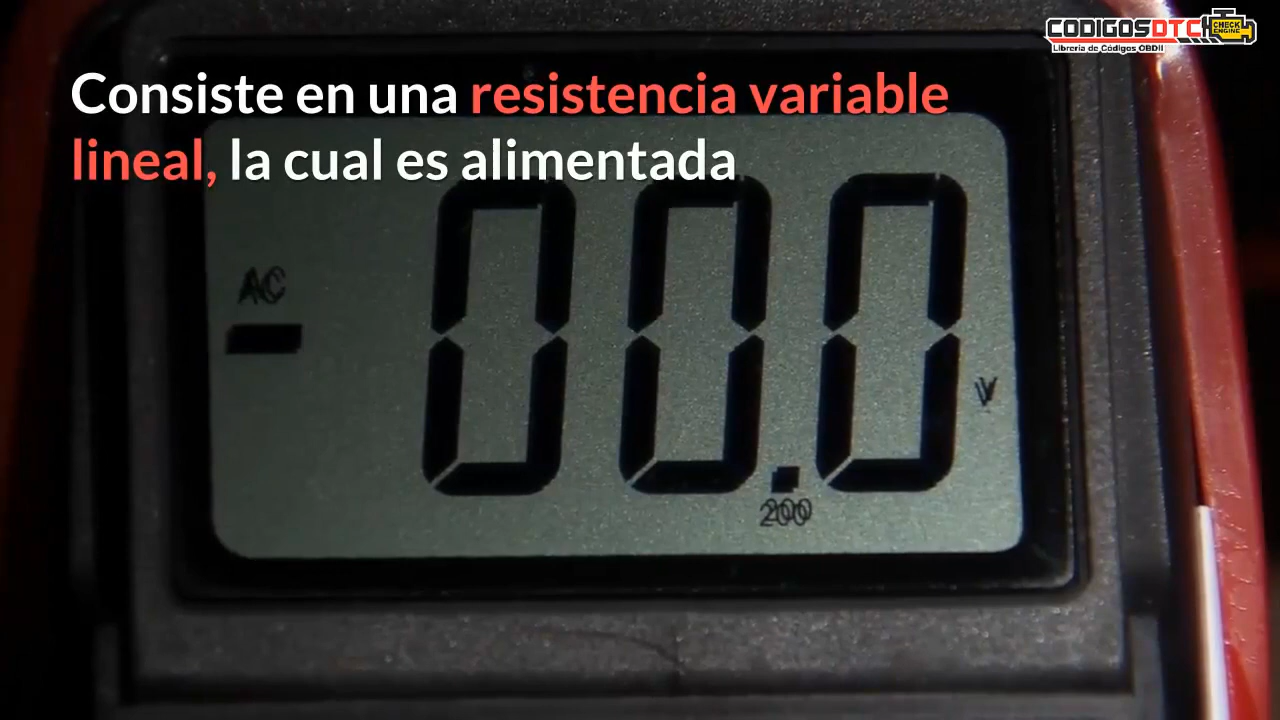 CODIGOSDTC CHECK ENGINE
Librería de Códigos OBDII
Consiste en una resistencia variable
lineal, la cual es alimentada
AC
- 00.0
V
200